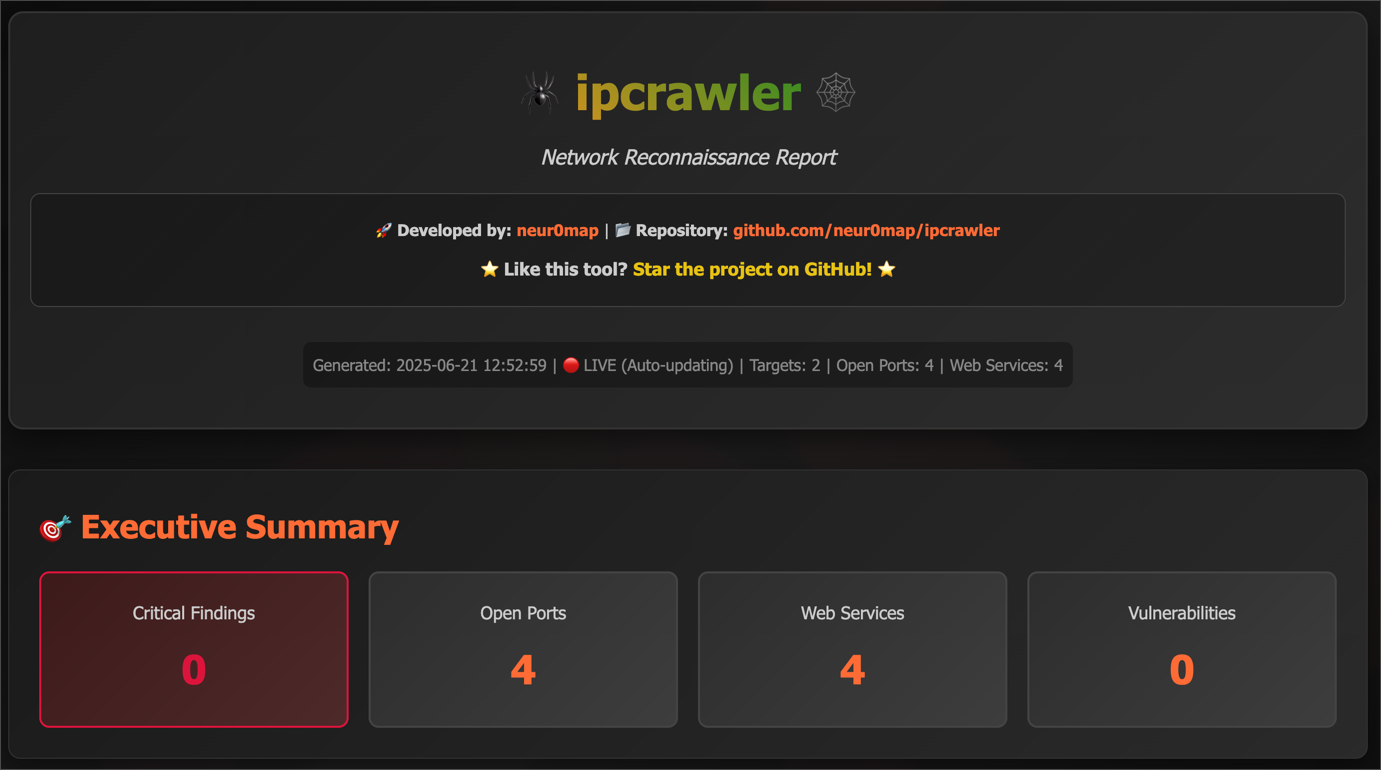 🕷️ ipcrawler 🕸️
Network Reconnaissance Report
🚀 Developed by: neur0map | 📂 Repository: github.com/neur0map/ipcrawler
⭐ Like this tool? Star the project on GitHub! ⭐
Generated: 2025-06-21 12:52:59 | 🔴 LIVE (Auto-updating) | Targets: 2 | Open Ports: 4 | Web Services: 4
🎯 Executive Summary
Critical Findings
0
Open Ports
4
Web Services
4
Vulnerabilities
0